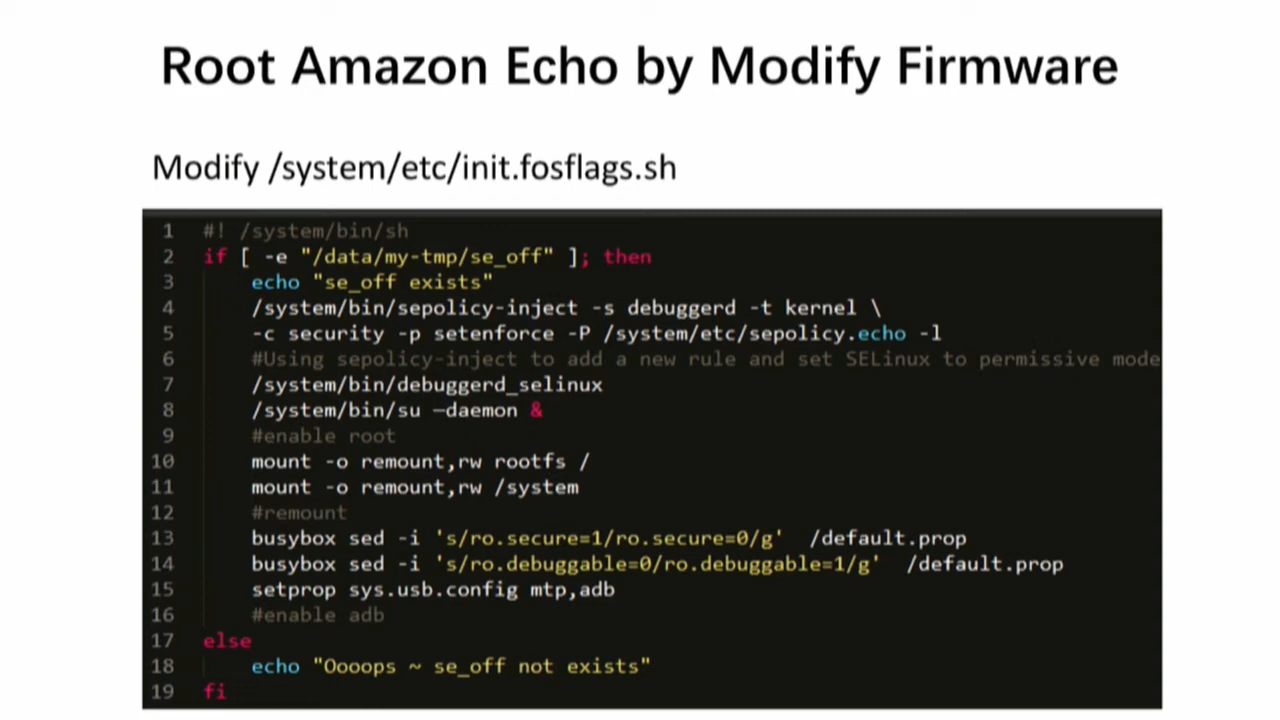 Root Amazon Echo by Modify Firmware
Modify /system/etc/init.fosflags.sh
1 #! /system/bin/sh
2 if [ -e "/data/my-tmp/se_off" ]; then
3 echo "se_off exists"
4 /system/bin/sepolicy-inject -s debuggerd -t kernel \
5 -c security -p setenforce -P /system/etc/sepolicy.echo -l
6 #Using sepolicy-inject to add a new rule and set SELinux to permissive mode
7 /system/bin/debuggerd_selinux
8 /system/bin/su —daemon &
9 #enable root
10 mount -o remount,rw rootfs /
11 mount -o remount,rw /system
12 #remount
13 busybox sed -i 's/ro.secure=1/ro.secure=0/g' /default.prop
14 busybox sed -i 's/ro.debuggable=0/ro.debuggable=1/g' /default.prop
15 setprop sys.usb.config mtp,adb
16 #enable adb
17 else
18 echo "Oooops ~ se_off not exists"
19 fi